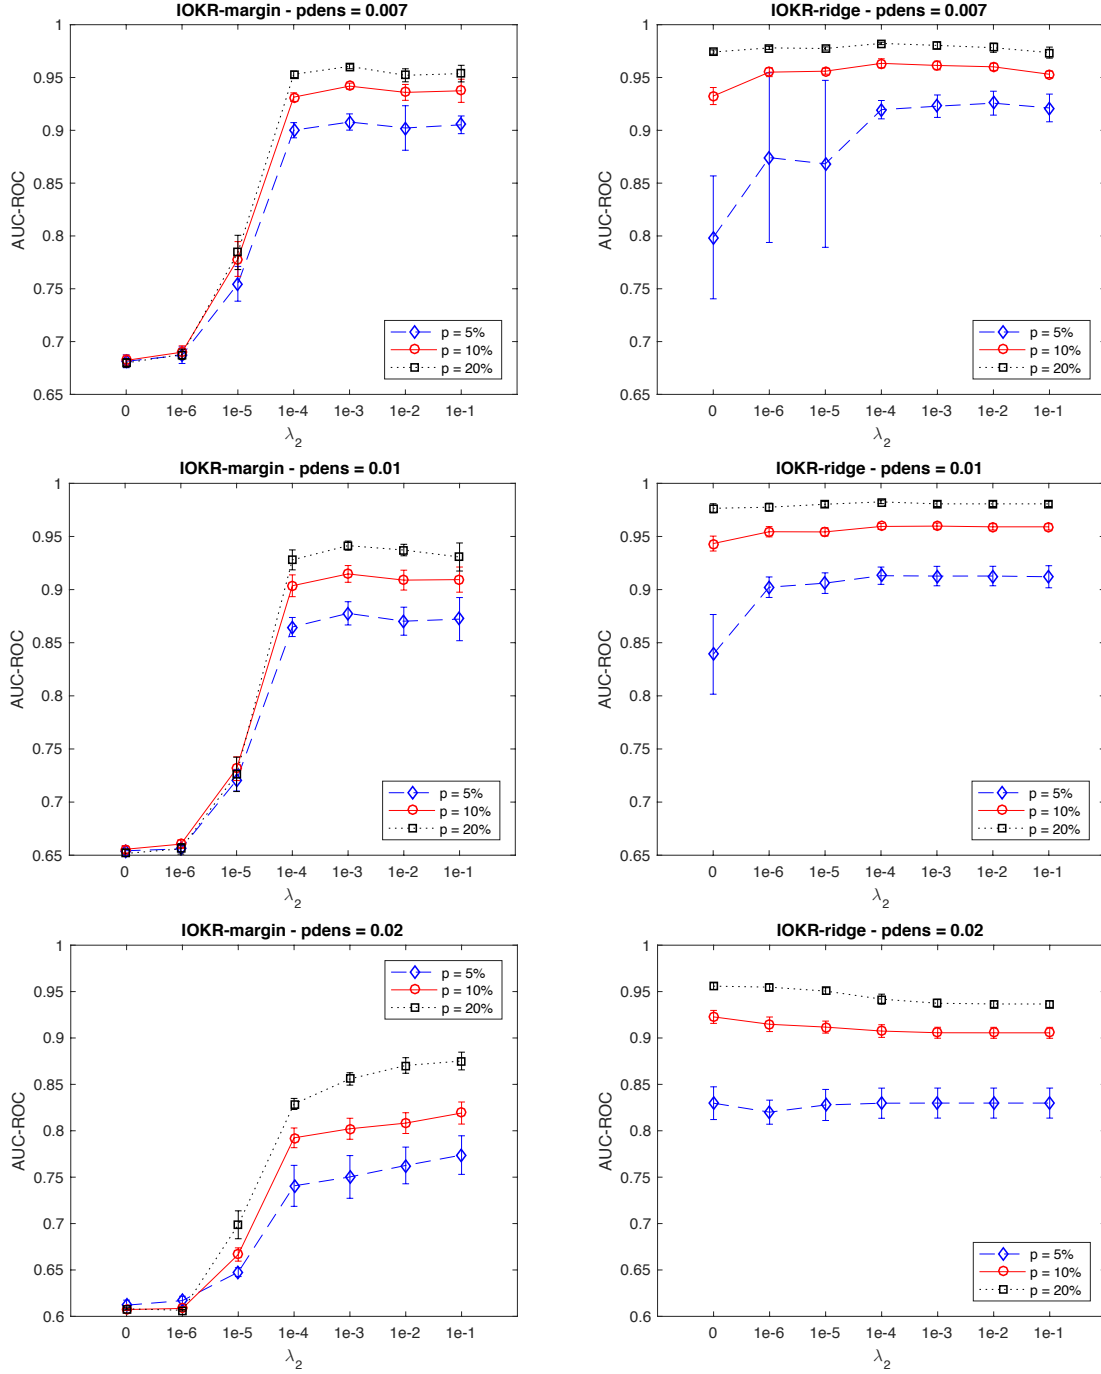 IOKR-margin - pdens = 0.007
1
0.95
0.9
0.85
0.8
0.75
0.7
0.65
AUC-ROC
p = 5%
p = 10%
p = 20%
0 1e-6 1e-5 1e-4 1e-3 1e-2 1e-1
λ2
IOKR-ridge - pdens = 0.007
1
0.95
0.9
0.85
0.8
0.75
0.7
0.65
AUC-ROC
p = 5%
p = 10%
p = 20%
0 1e-6 1e-5 1e-4 1e-3 1e-2 1e-1
λ2
IOKR-margin - pdens = 0.01
1
0.95
0.9
0.85
0.8
0.75
0.7
0.65
AUC-ROC
p = 5%
p = 10%
p = 20%
0 1e-6 1e-5 1e-4 1e-3 1e-2 1e-1
λ2
IOKR-ridge - pdens = 0.01
1
0.95
0.9
0.85
0.8
0.75
0.7
0.65
AUC-ROC
p = 5%
p = 10%
p = 20%
0 1e-6 1e-5 1e-4 1e-3 1e-2 1e-1
λ2
IOKR-margin - pdens = 0.02
1
0.95
0.9
0.85
0.8
0.75
0.7
0.65
0.6
AUC-ROC
p = 5%
p = 10%
p = 20%
0 1e-6 1e-5 1e-4 1e-3 1e-2 1e-1
λ2
IOKR-ridge - pdens = 0.02
1
0.95
0.9
0.85
0.8
0.75
0.7
0.65
0.6
AUC-ROC
p = 5%
p = 10%
p = 20%
0 1e-6 1e-5 1e-4 1e-3 1e-2 1e-1
λ2